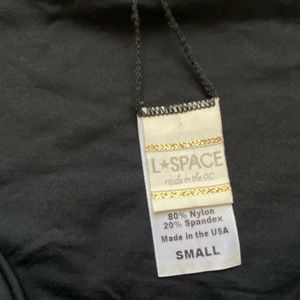 L★SPACE
made in the OC
80% Nylon
20% Spandex
Made in the USA
SMALL